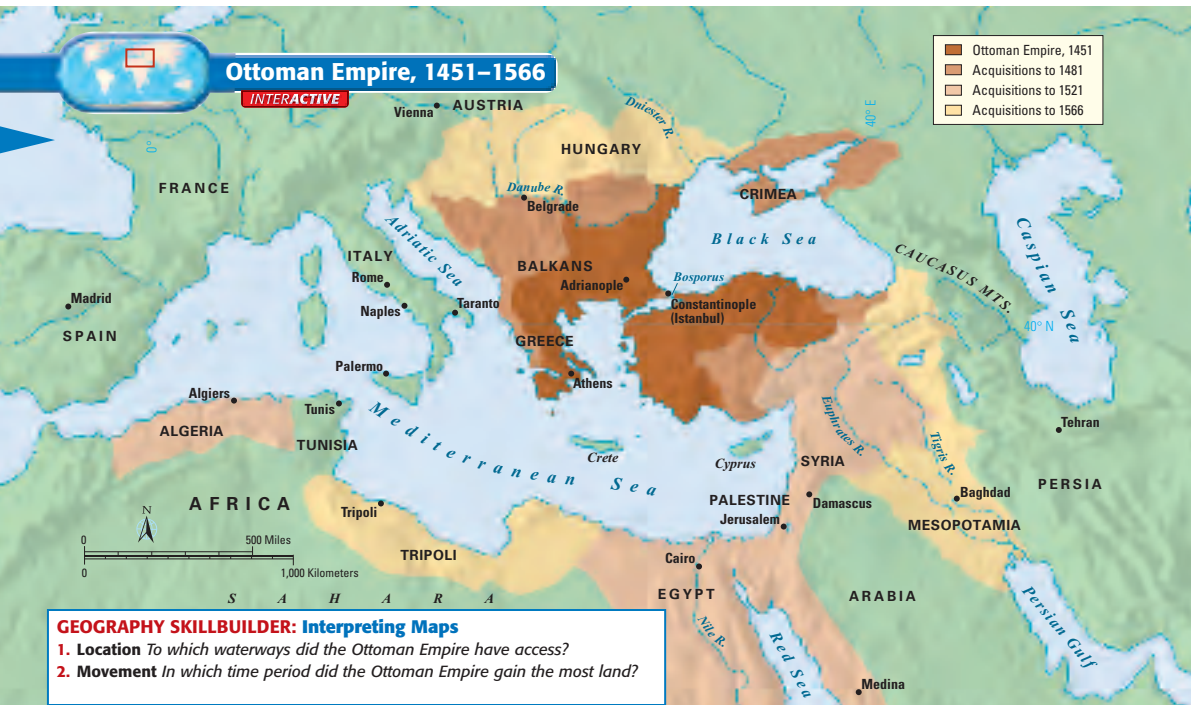 Ottoman Empire, 1451–1566
INTERACTIVE
Ottoman Empire, 1451
Acquisitions to 1481
Acquisitions to 1521
Acquisitions to 1566
Vienna
AUSTRIA
Dniester R.
40° E
0°
HUNGARY
FRANCE
Danube R.
Belgrade
CRIMEA
Adriatic Sea
Black Sea
Caspian Sea
ITALY
Rome
BALKANS
Adrianople
Bosporus
CAUCASUS MTS.
Madrid
Naples
Taranto
Constantinople
(Istanbul)
40° N
SPAIN
GREECE
Palermo
Athens
Algiers
Tunis
Mediterranean Sea
Euphrates R.
Tehran
ALGERIA
TUNISIA
Crete
Cyprus
SYRIA
Tigris R.
PERSIA
AFRICA
Tripoli
PALESTINE
Damascus
Baghdad
Jerusalem
MESOPOTAMIA
N
0 500 Miles
0 1,000 Kilometers
TRIPOLI
Cairo
EGYPT
ARABIA
SAHARA
Nile R.
Red Sea
Persian Gulf
Medina
GEOGRAPHY SKILLBUILDER: Interpreting Maps
1. Location To which waterways did the Ottoman Empire have access?
2. Movement In which time period did the Ottoman Empire gain the most land?